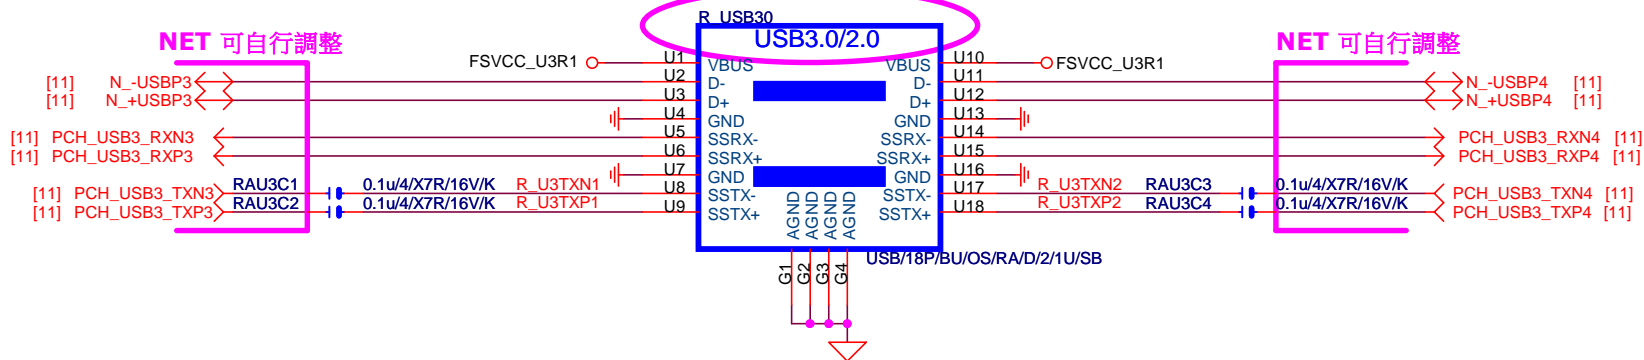 R_USB30
USB3.0/2.0
NET 可自行調整
NET 可自行調整
FSVCC_U3R1 U1 VBUS VBUS U10 FSVCC_U3R1
[11] N_-USBP3 U2 D- D- U11 N_-USBP4 [11]
[11] N_+USBP3 U3 D+ D+ U12 N_+USBP4 [11]
U4 GND GND U13
[11] PCH_USB3_RXN3 U5 SSRX- SSRX- U14 PCH_USB3_RXN4 [11]
[11] PCH_USB3_RXP3 U6 SSRX+ SSRX+ U15 PCH_USB3_RXP4 [11]
U7 GND GND U16
[11] PCH_USB3_TXN3 RAU3C1 0.1u/4/X7R/16V/K R_U3TXN1 U8 SSTX- SSTX- U17 R_U3TXN2 RAU3C3 0.1u/4/X7R/16V/K PCH_USB3_TXN4 [11]
[11] PCH_USB3_TXP3 RAU3C2 0.1u/4/X7R/16V/K R_U3TXP1 U9 SSTX+ SSTX+ U18 R_U3TXP2 RAU3C4 0.1u/4/X7R/16V/K PCH_USB3_TXP4 [11]
AGND AGND AGND AGND
USB/18P/BU/OS/RA/D/2/1U/SB
G1 G2 G3 G4